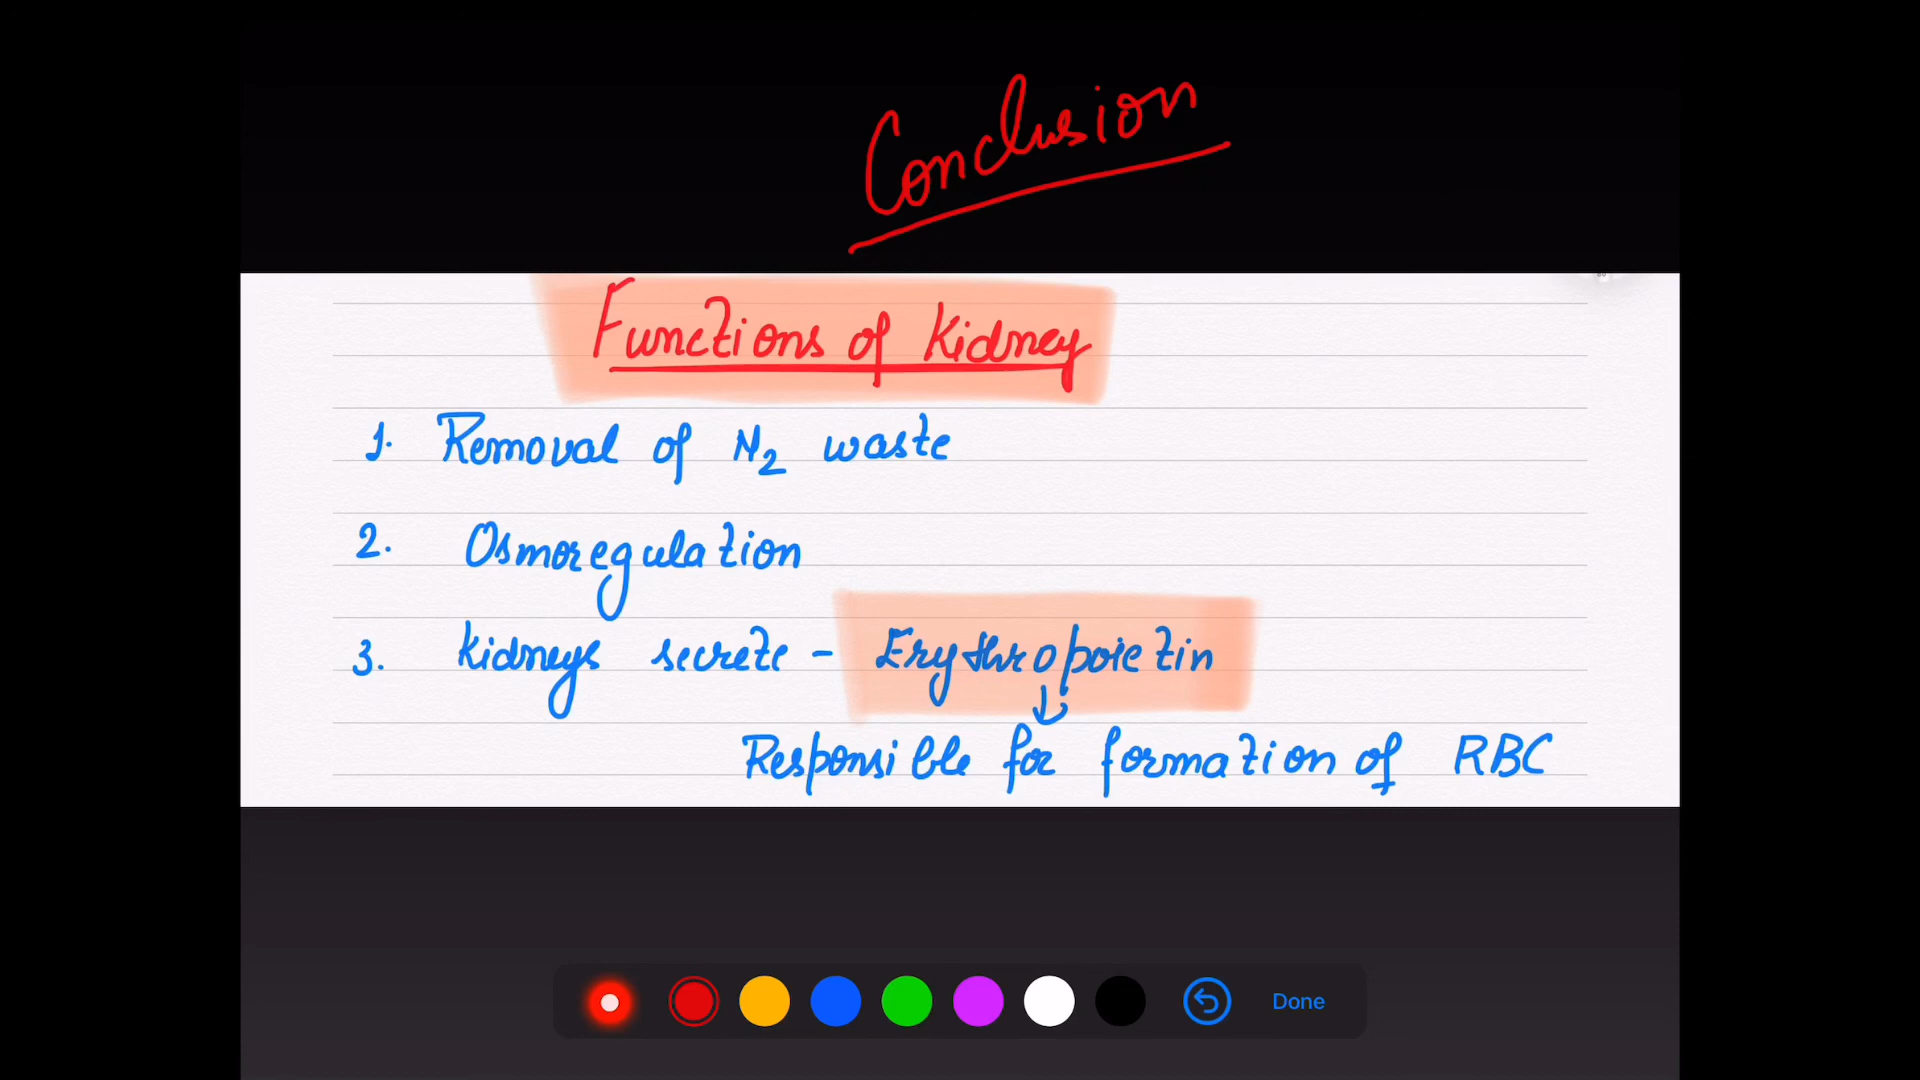 Conclusion
Functions of Kidney
1. Removal of N₂ waste
2. Osmoregulation
3. Kidneys secrete - Erythropoietin
↓
Responsible for formation of RBC
Done